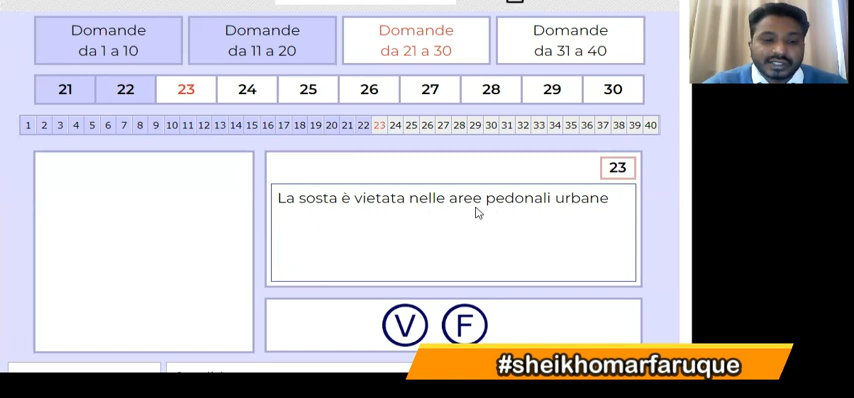 Domande
da 1 a 10
Domande
da 11 a 20
Domande
da 21 a 30
Domande
da 31 a 40
21 22 23 24 25 26 27 28 29 30
1 2 3 4 5 6 7 8 9 10 11 12 13 14 15 16 17 18 19 20 21 22 23 24 25 26 27 28 29 30 31 32 33 34 35 36 37 38 39 40
23
La sosta è vietata nelle aree pedonali urbane
V F
#sheikhomarfaruque